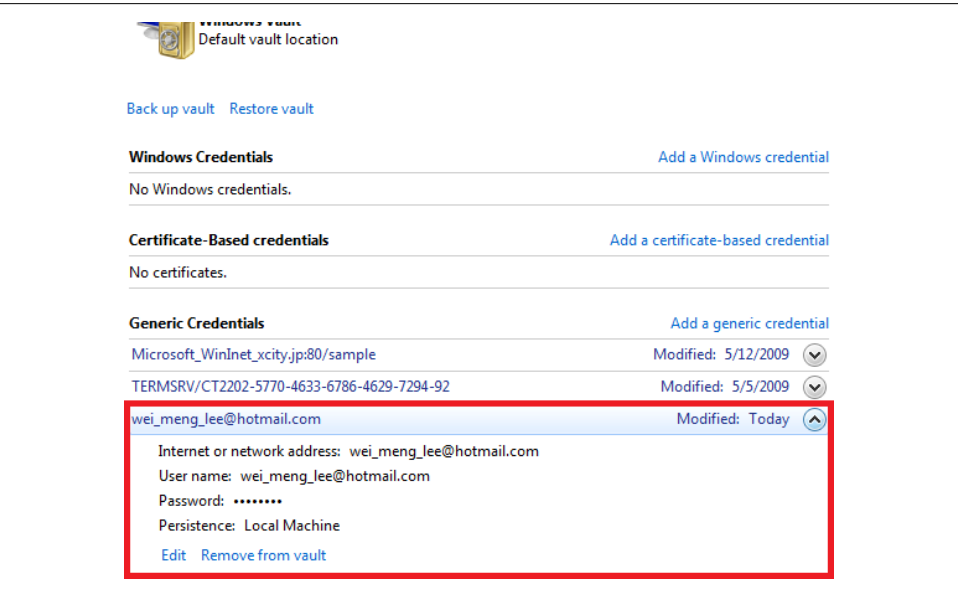 Windows Vault
Default vault location
Back up vault Restore vault
Windows Credentials Add a Windows credential
No Windows credentials.
Certificate-Based credentials Add a certificate-based credential
No certificates.
Generic Credentials Add a generic credential
Microsoft_WinInet_xcity.jp:80/sample Modified: 5/12/2009
TERMSRV/CT2202-5770-4633-6786-4629-7294-92 Modified: 5/5/2009
wei_meng_lee@hotmail.com Modified: Today
Internet or network address: wei_meng_lee@hotmail.com
User name: wei_meng_lee@hotmail.com
Password: ••••••••
Persistence: Local Machine
Edit Remove from vault